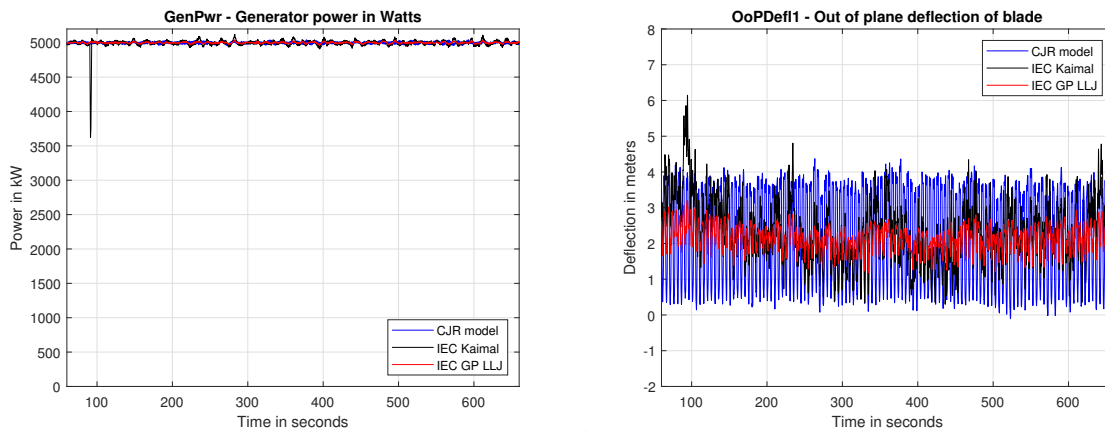 GenPwr - Generator power in Watts
5000
4500
4000
3500
3000
2500
2000
1500
1000
500
0
Power in kW
CJR model
IEC Kaimal
IEC GP LLJ
100 200 300 400 500 600
Time in seconds
OoPDefl1 - Out of plane deflection of blade
8
7
6
5
4
3
2
1
0
-1
-2
Deflection in meters
CJR model
IEC Kaimal
IEC GP LLJ
100 200 300 400 500 600
Time in seconds